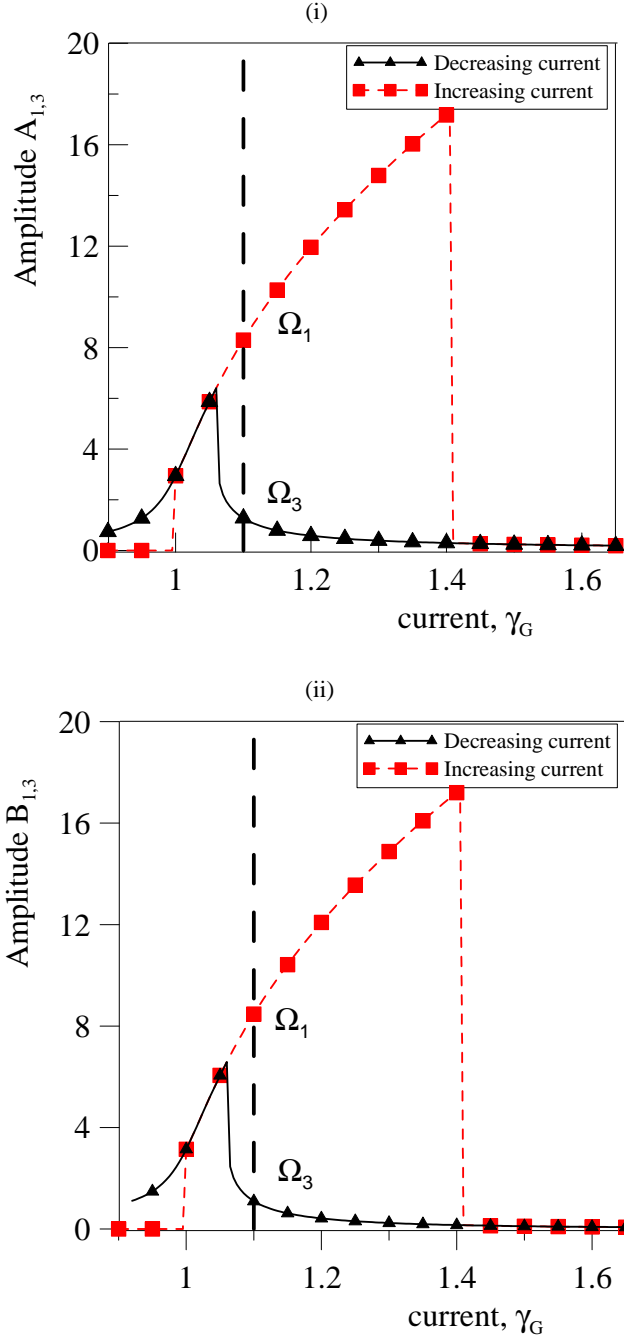 (i)
20
Decreasing current
Increasing current
16
Amplitude A1,3
12
Ω1
8
4
Ω3
0
1
1.2
1.4
1.6
current, γG
(ii)
20
Decreasing current
Increasing current
16
Amplitude B1,3
12
Ω1
8
4
Ω3
0
1
1.2
1.4
1.6
current, γG